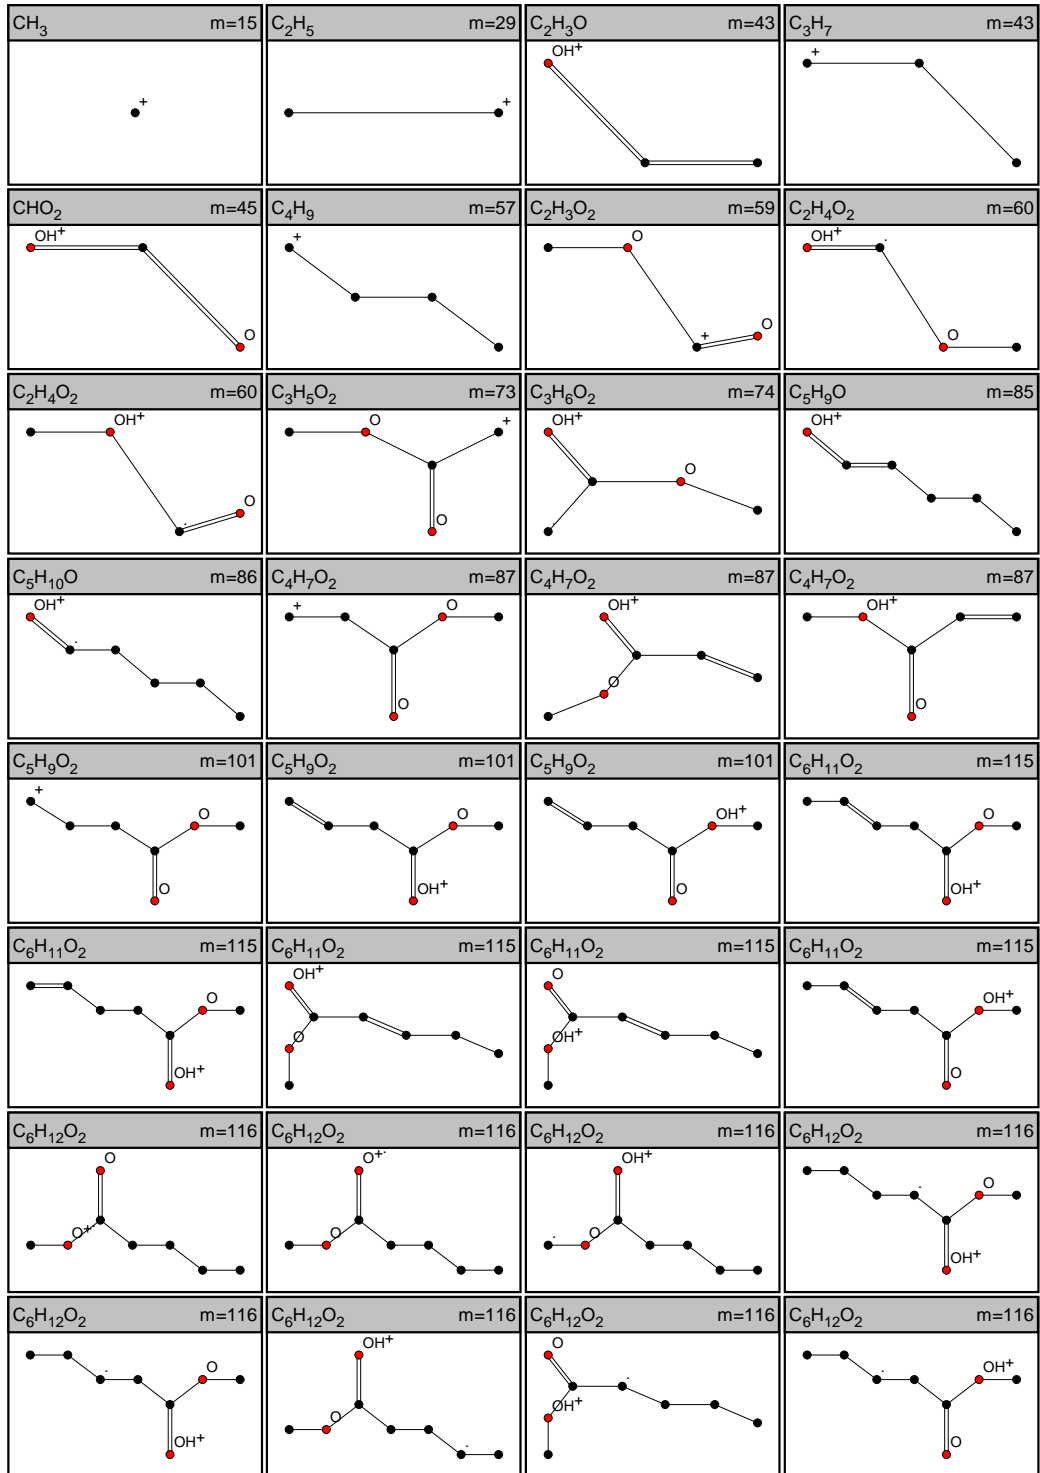 CH3 m=15 C2H5 m=29 C2H3O m=43 C3H7 m=43
+ + OH+ +
CHO2 m=45 C4H9 m=57 C2H3O2 m=59 C2H4O2 m=60
OH+ O + O + O OH+ . O
C2H4O2 m=60 C3H5O2 m=73 C3H6O2 m=74 C5H9O m=85
OH+ . O O + O OH+ O . OH+
C5H10O m=86 C4H7O2 m=87 C4H7O2 m=87 C4H7O2 m=87
OH+ . + O O OH+ O OH+ O
C5H9O2 m=101 C5H9O2 m=101 C5H9O2 m=101 C6H11O2 m=115
+ O O O OH+ OH+ O O OH+
C6H11O2 m=115 C6H11O2 m=115 C6H11O2 m=115 C6H11O2 m=115
O OH+ OH+ O O OH+ OH+ O
C6H12O2 m=116 C6H12O2 m=116 C6H12O2 m=116 C6H12O2 m=116
O O+. O+. O OH+ . O . O OH+
C6H12O2 m=116 C6H12O2 m=116 C6H12O2 m=116 C6H12O2 m=116
. O OH+ OH+ O . O . OH+ . OH+ O